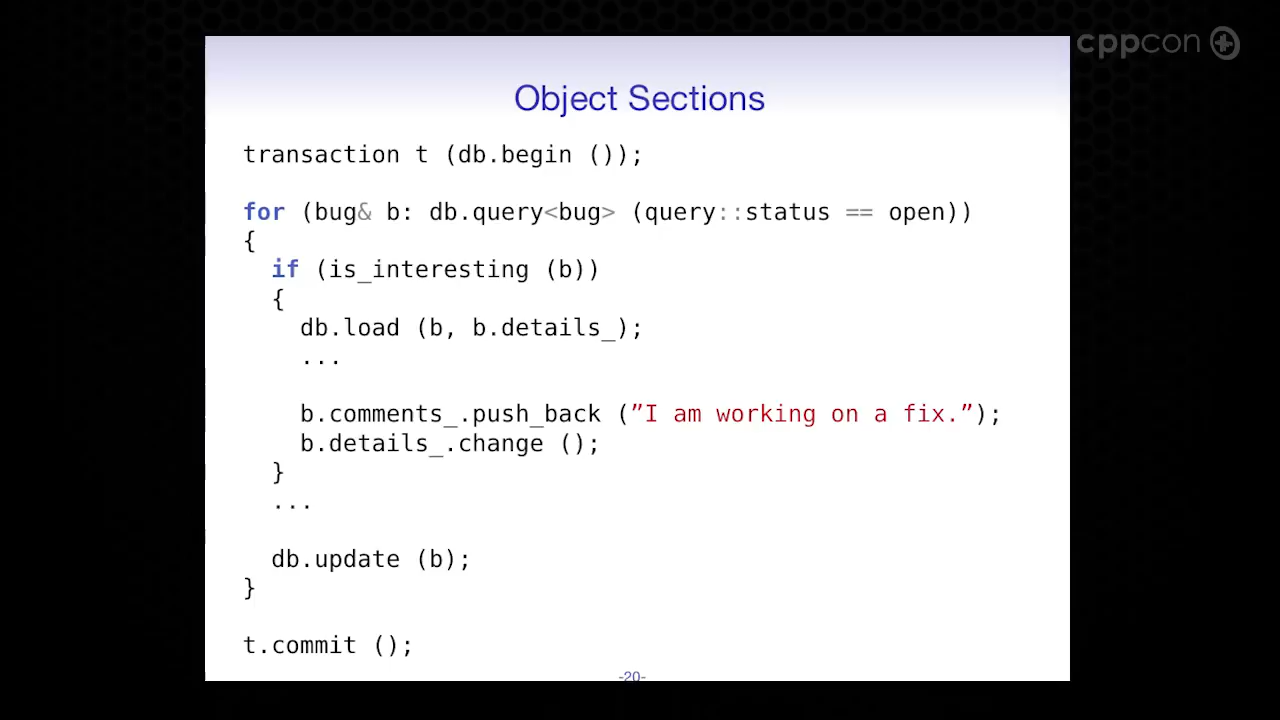 cppcon
Object Sections
transaction t (db.begin ());
for (bug& b: db.query<bug> (query::status == open))
{
  if (is_interesting (b))
  {
    db.load (b, b.details_);
    ...
    b.comments_.push_back (”I am working on a fix.”);
    b.details_.change ();
  }
  ...
  db.update (b);
}
t.commit ();
-20-